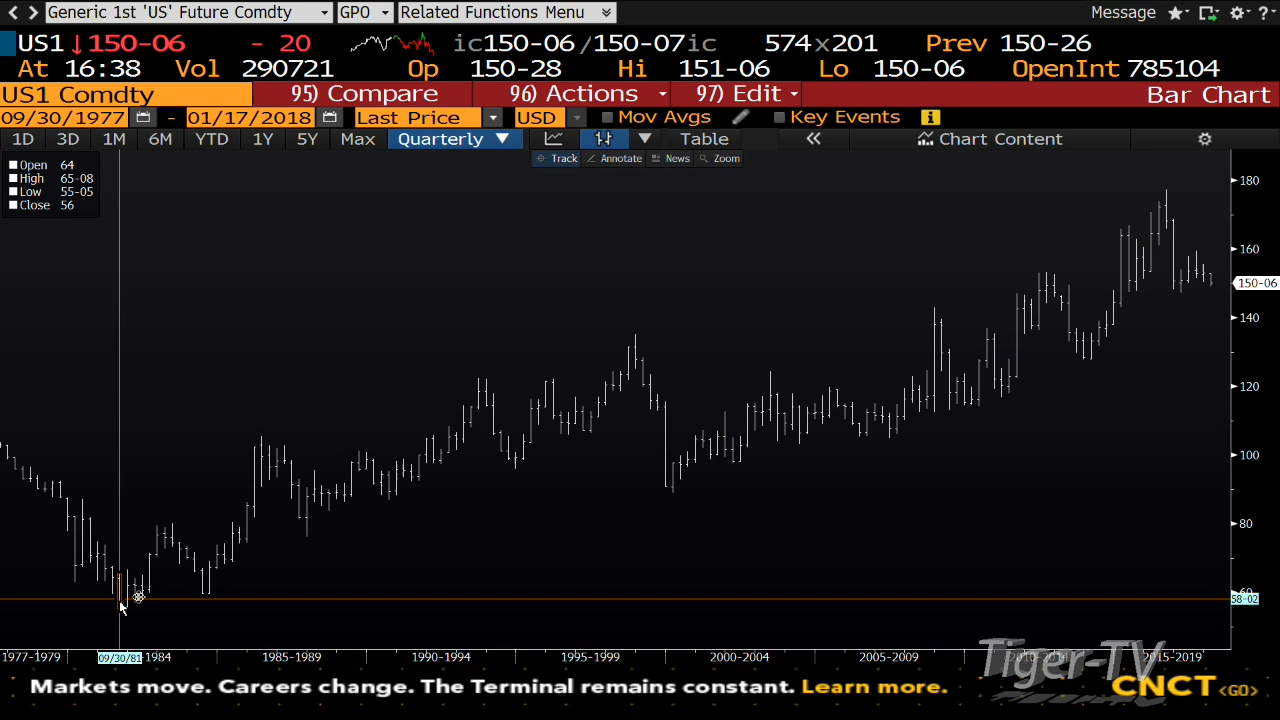 Generic 1st 'US' Future Comdty GPO Related Functions Menu Message ?
US1 ↓150-06 - 20 ic150-06/150-07ic 574x201 Prev 150-26
At 16:38 Vol 290721 Op 150-28 Hi 151-06 Lo 150-06 OpenInt 785104
US1 Comdty 95) Compare 96) Actions 97) Edit Bar Chart
09/30/1977 - 01/17/2018 Last Price USD Mov Avgs Key Events i
1D 3D 1M 6M YTD 1Y 5Y Max Quarterly ▼ ▼ Table « Chart Content
Track Annotate News Zoom
Open 64
High 65-08
Low 55-05
Close 56
180
160
150-06
140
120
100
80
58-02
1977-1979 09/30/81 1984 1985-1989 1990-1994 1995-1999 2000-2004 2005-2009 2015-2019
Tiger-TV
Markets move. Careers change. The Terminal remains constant. Learn more. CNCT <GO>